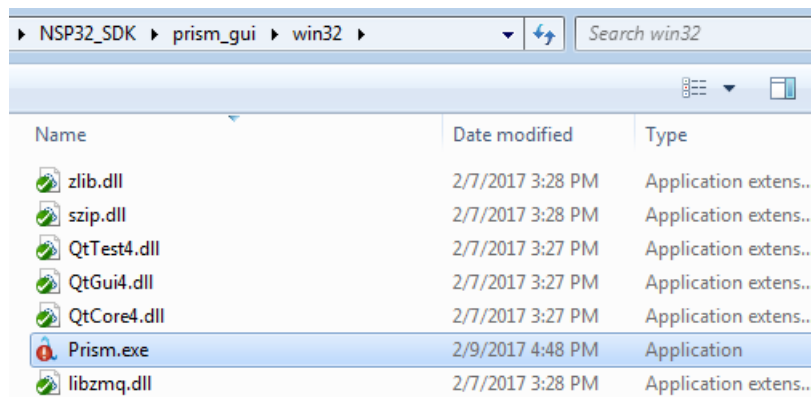 NSP32_SDK ▸ prism_gui ▸ win32 ▸ Search win32
Name Date modified Type
zlib.dll 2/7/2017 3:28 PM Application extens...
szip.dll 2/7/2017 3:28 PM Application extens...
QtTest4.dll 2/7/2017 3:27 PM Application extens...
QtGui4.dll 2/7/2017 3:27 PM Application extens...
QtCore4.dll 2/7/2017 3:27 PM Application extens...
Prism.exe 2/9/2017 4:48 PM Application
libzmq.dll 2/7/2017 3:28 PM Application extens...